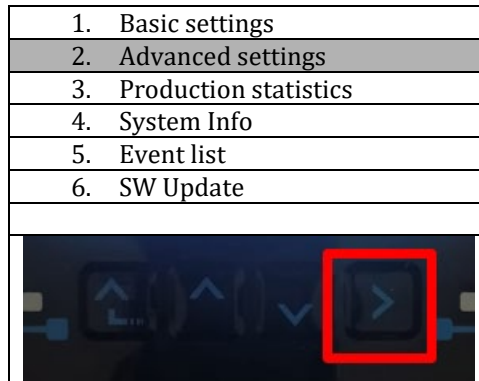 1. Basic settings
2. Advanced settings
3. Production statistics
4. System Info
5. Event list
6. SW Update